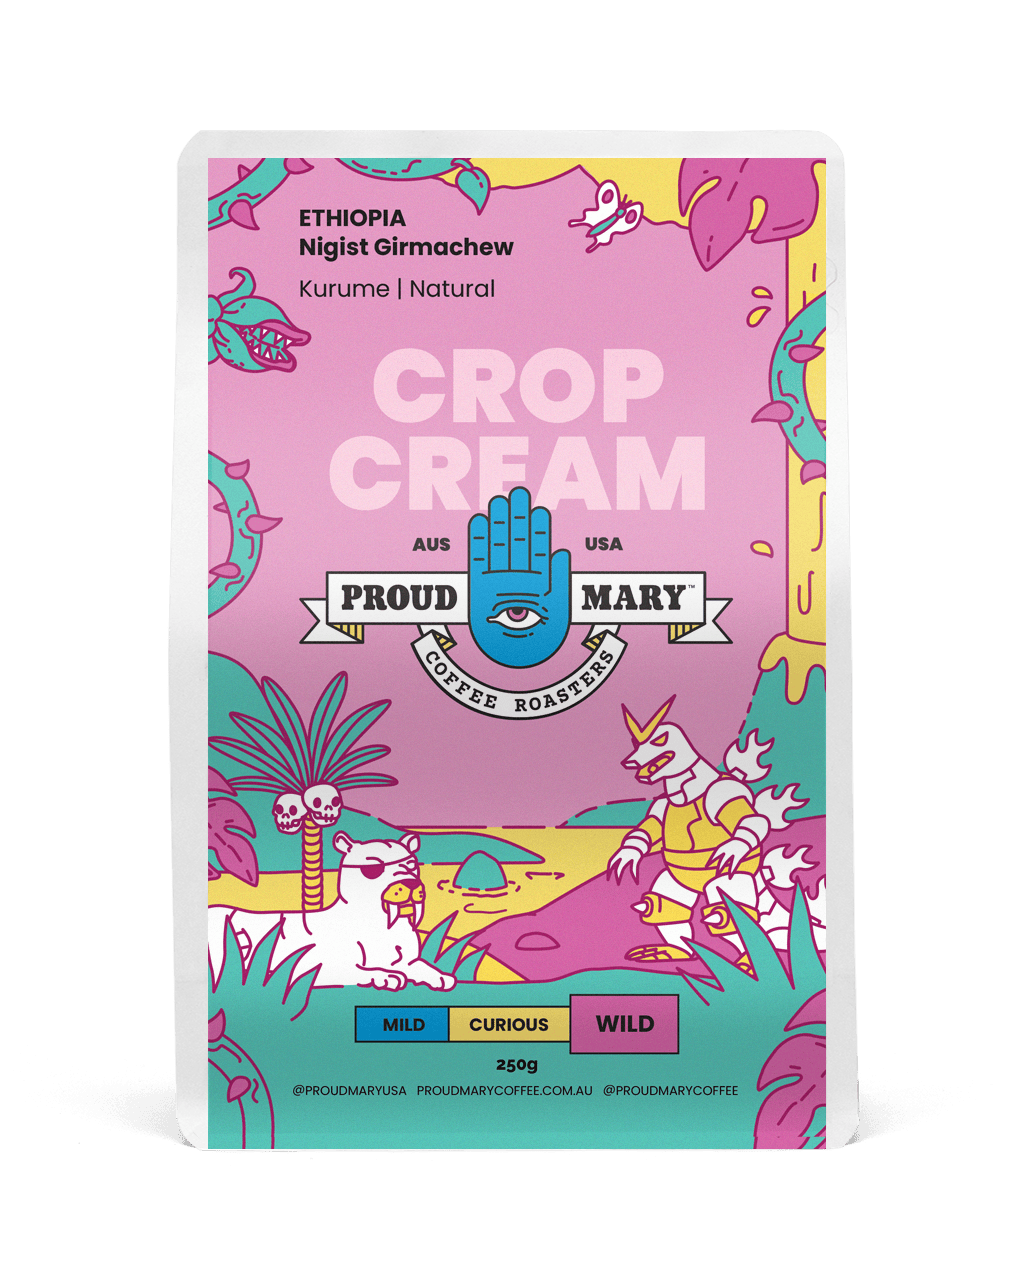 ETHIOPIA
Nigist Girmachew
Kurume | Natural
CROP
CREAM
AUS USA
PROUD MARY™
COFFEE ROASTERS
MILD CURIOUS WILD
250g
@PROUDMARYUSA PROUDMARYCOFFEE.COM.AU @PROUDMARYCOFFEE